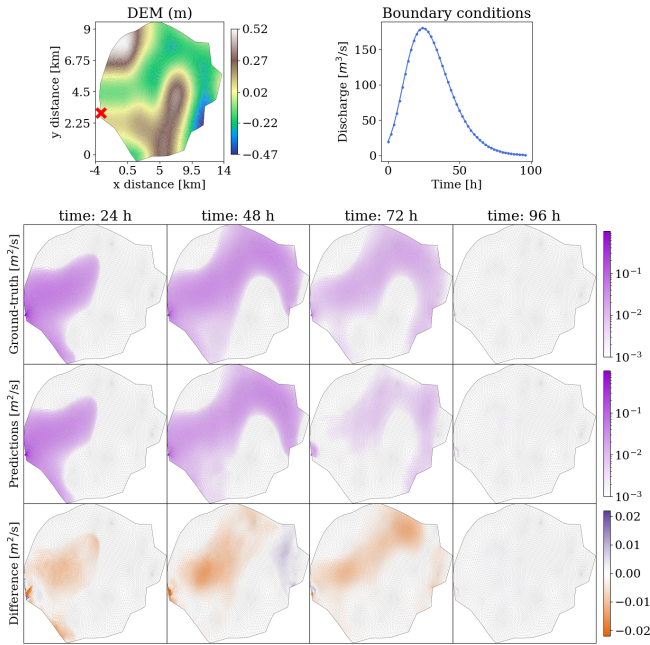 DEM (m)
Boundary conditions
y distance [km]
9
6.75
4.5
2.25
0
-4
0.5
5
9.5
14
x distance [km]
0.52
0.27
0.02
−0.22
−0.47
Discharge [m³/s]
150
100
50
0
0
50
100
Time [h]
time: 24 h
time: 48 h
time: 72 h
time: 96 h
Ground-truth [m²/s]
10⁻¹
10⁻²
10⁻³
Predictions [m²/s]
10⁻¹
10⁻²
10⁻³
Difference [m²/s]
0.02
0.01
0.00
−0.01
−0.02